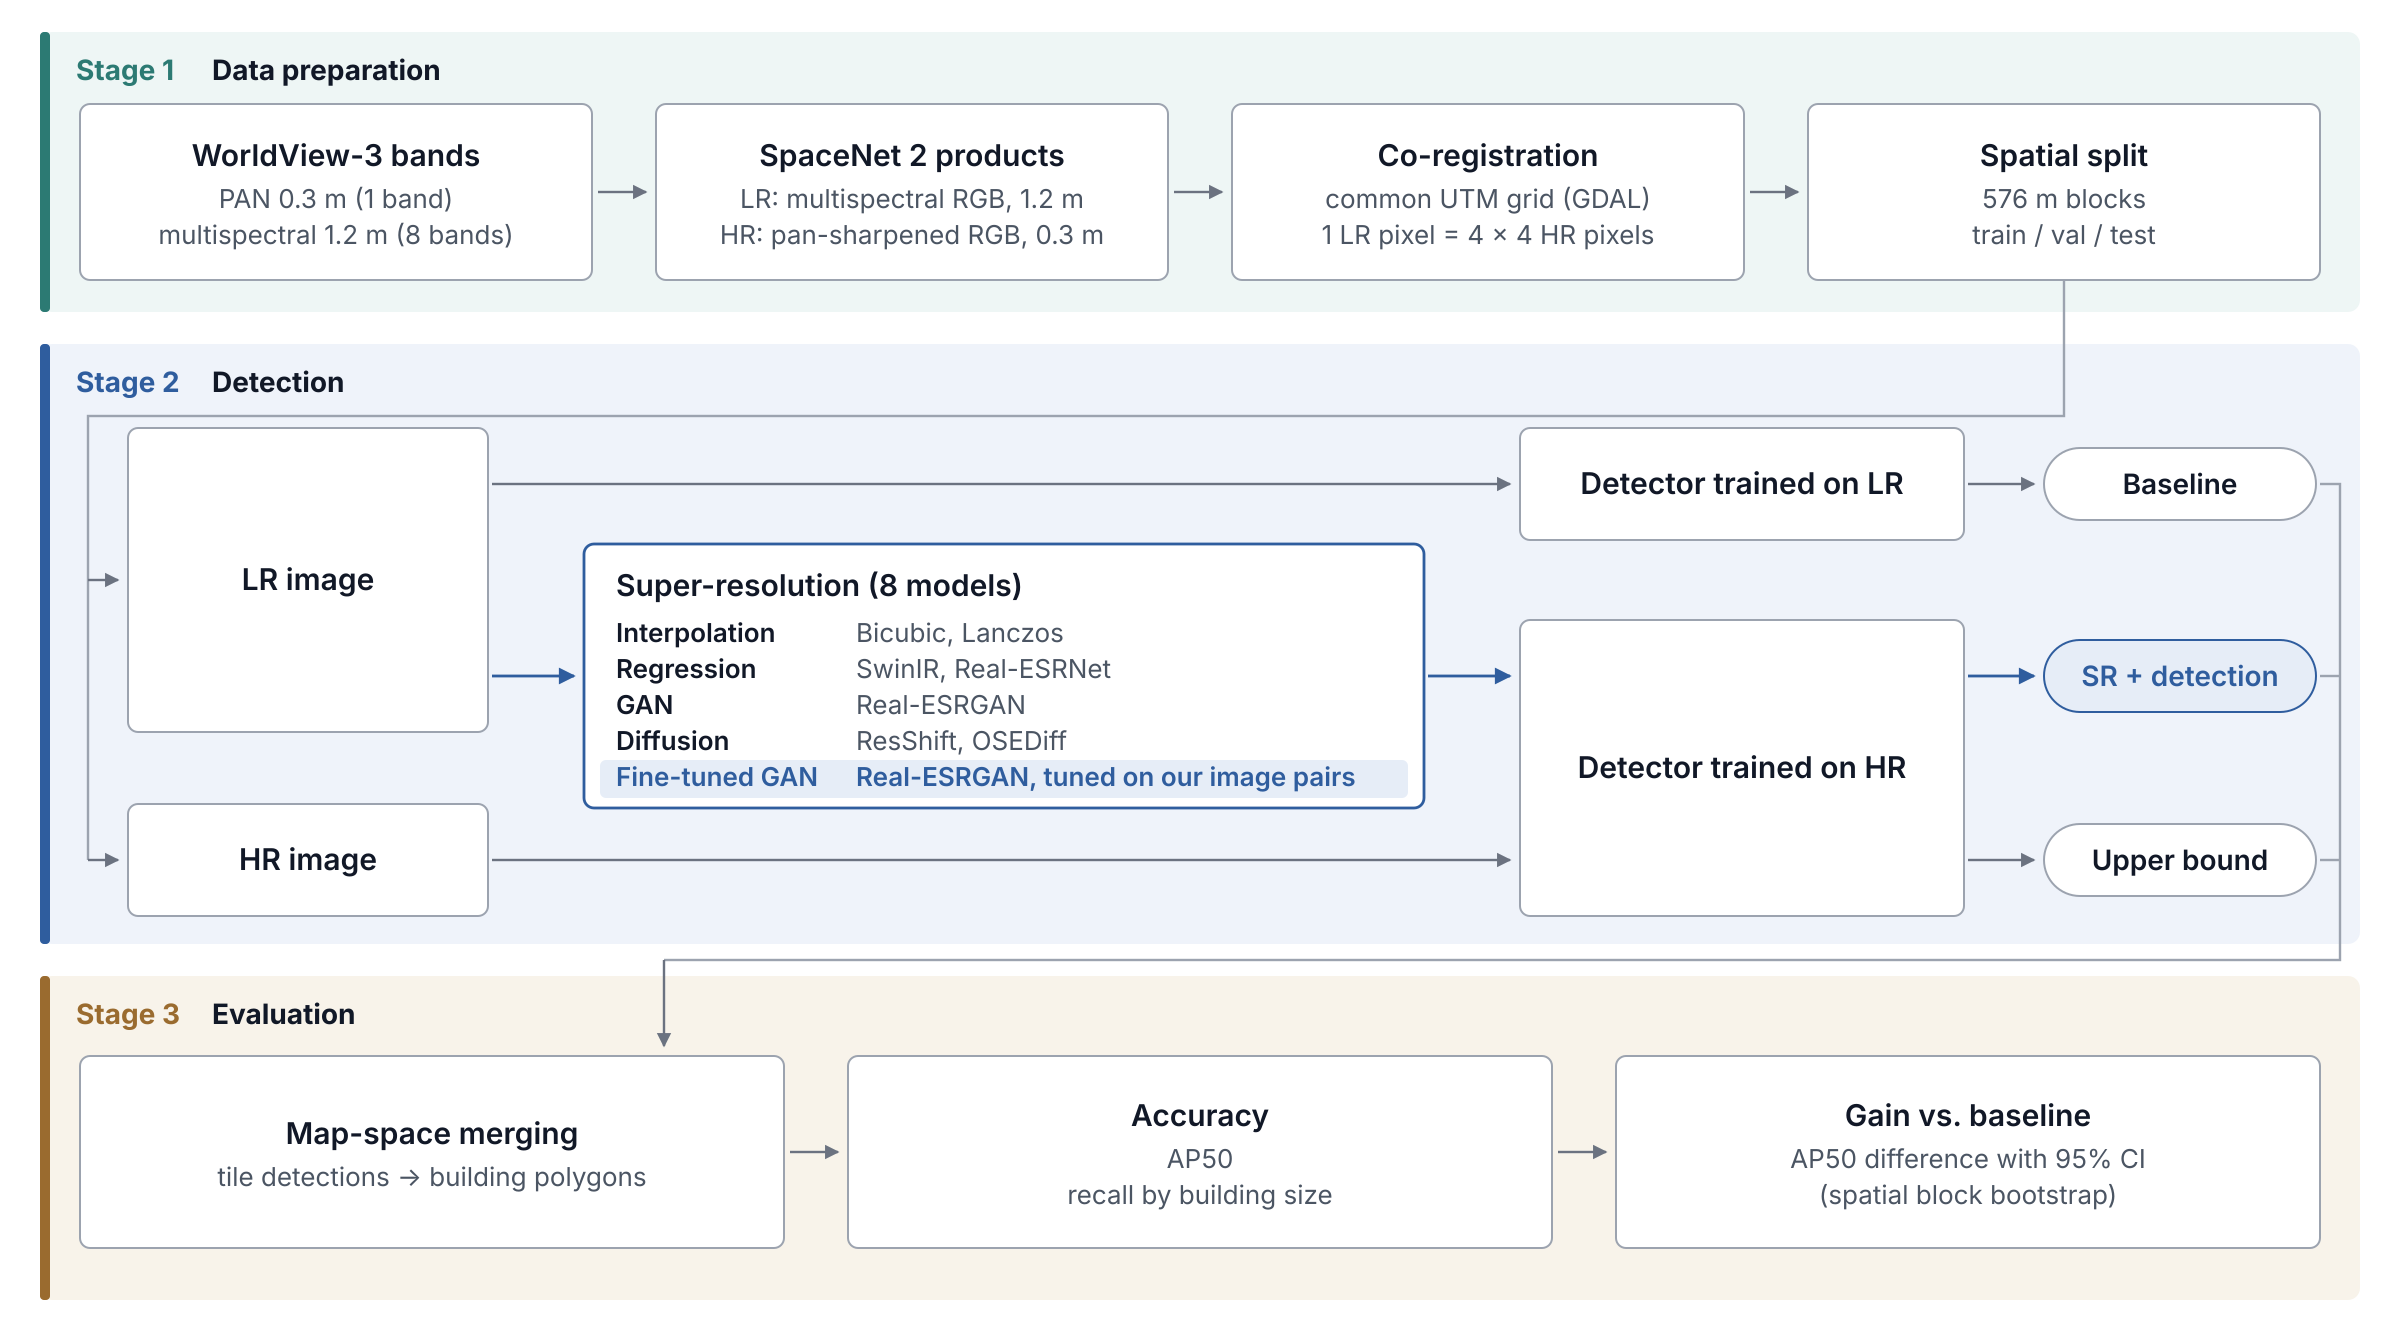 Stage 1 Data preparation
WorldView-3 bands
PAN 0.3 m (1 band)
multispectral 1.2 m (8 bands)
SpaceNet 2 products
LR: multispectral RGB, 1.2 m
HR: pan-sharpened RGB, 0.3 m
Co-registration
common UTM grid (GDAL)
1 LR pixel = 4 × 4 HR pixels
Spatial split
576 m blocks
train / val / test
Stage 2 Detection
LR image
HR image
Super-resolution (8 models)
Interpolation Bicubic, Lanczos
Regression SwinIR, Real-ESRNet
GAN Real-ESRGAN
Diffusion ResShift, OSEDiff
Fine-tuned GAN Real-ESRGAN, tuned on our image pairs
Detector trained on LR
Detector trained on HR
Baseline
SR + detection
Upper bound
Stage 3 Evaluation
Map-space merging
tile detections → building polygons
Accuracy
AP50
recall by building size
Gain vs. baseline
AP50 difference with 95% CI
(spatial block bootstrap)